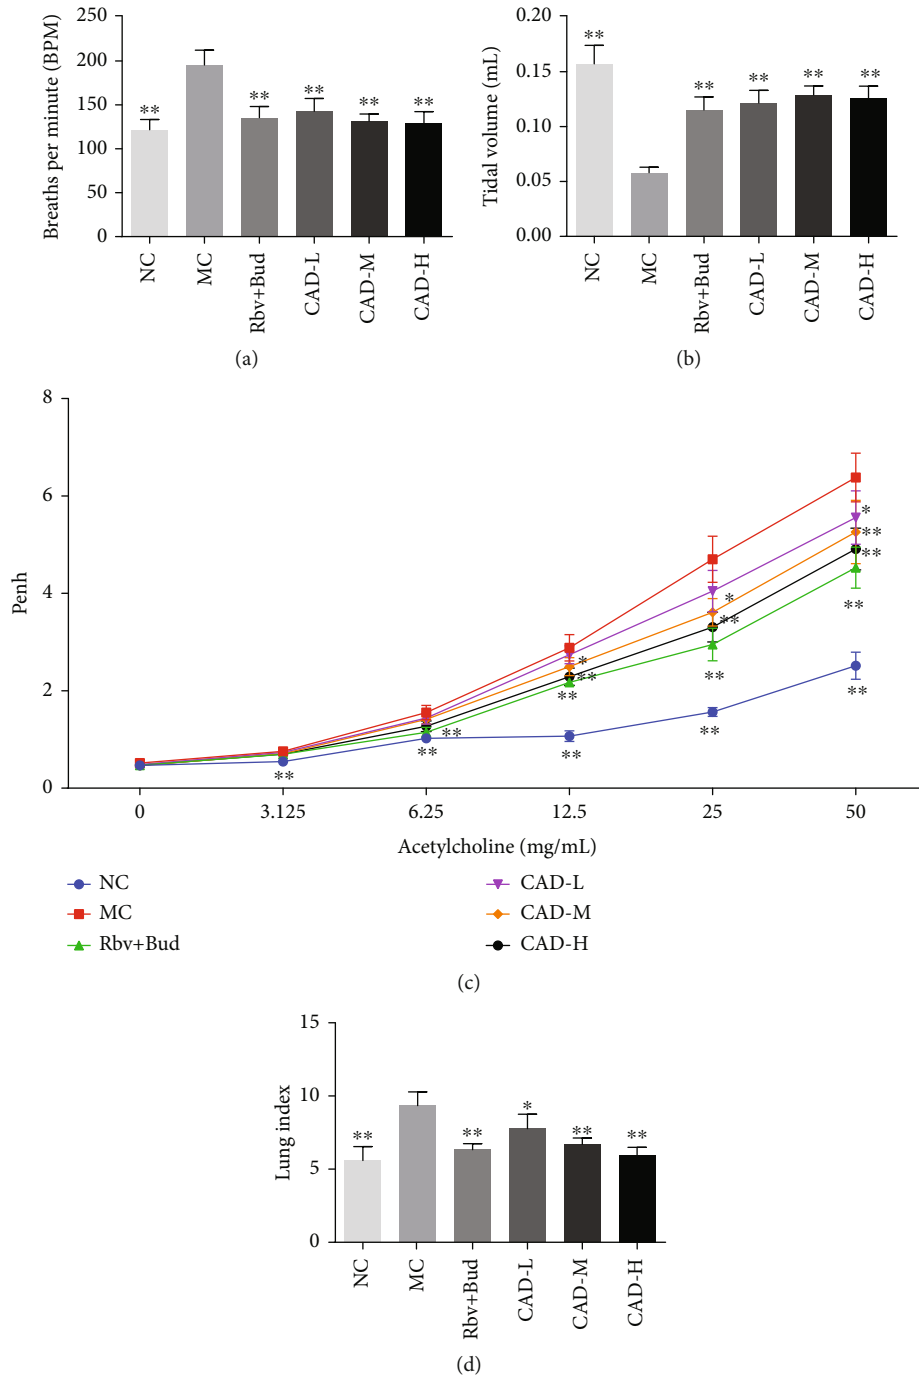 250
200
150
100
50
0
Breaths per minute (BPM)
**
**
**
**
**
NC
MC
Rbv+Bud
CAD-L
CAD-M
CAD-H
(a)
0.20
0.15
0.10
0.05
0.00
Tidal volume (mL)
**
**
**
**
**
NC
MC
Rbv+Bud
CAD-L
CAD-M
CAD-H
(b)
8
6
4
2
0
Penh
**
**
**
*
**
**
**
*
**
**
**
*
**
**
**
**
0
3.125
6.25
12.5
25
50
Acetylcholine (mg/mL)
NC
MC
Rbv+Bud
CAD-L
CAD-M
CAD-H
(c)
15
10
5
0
Lung index
**
**
*
**
**
NC
MC
Rbv+Bud
CAD-L
CAD-M
CAD-H
(d)